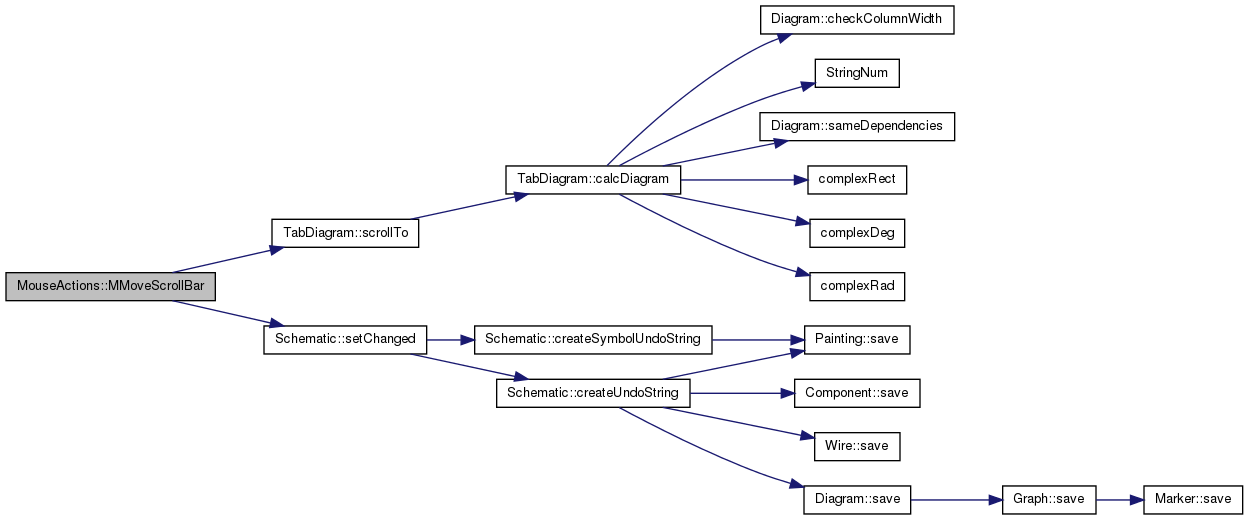 Diagram::checkColumnWidth
StringNum
Diagram::sameDependencies
TabDiagram::calcDiagram
complexRect
TabDiagram::scrollTo
complexDeg
MouseActions::MMoveScrollBar
complexRad
Schematic::setChanged
Schematic::createSymbolUndoString
Painting::save
Schematic::createUndoString
Component::save
Wire::save
Diagram::save
Graph::save
Marker::save